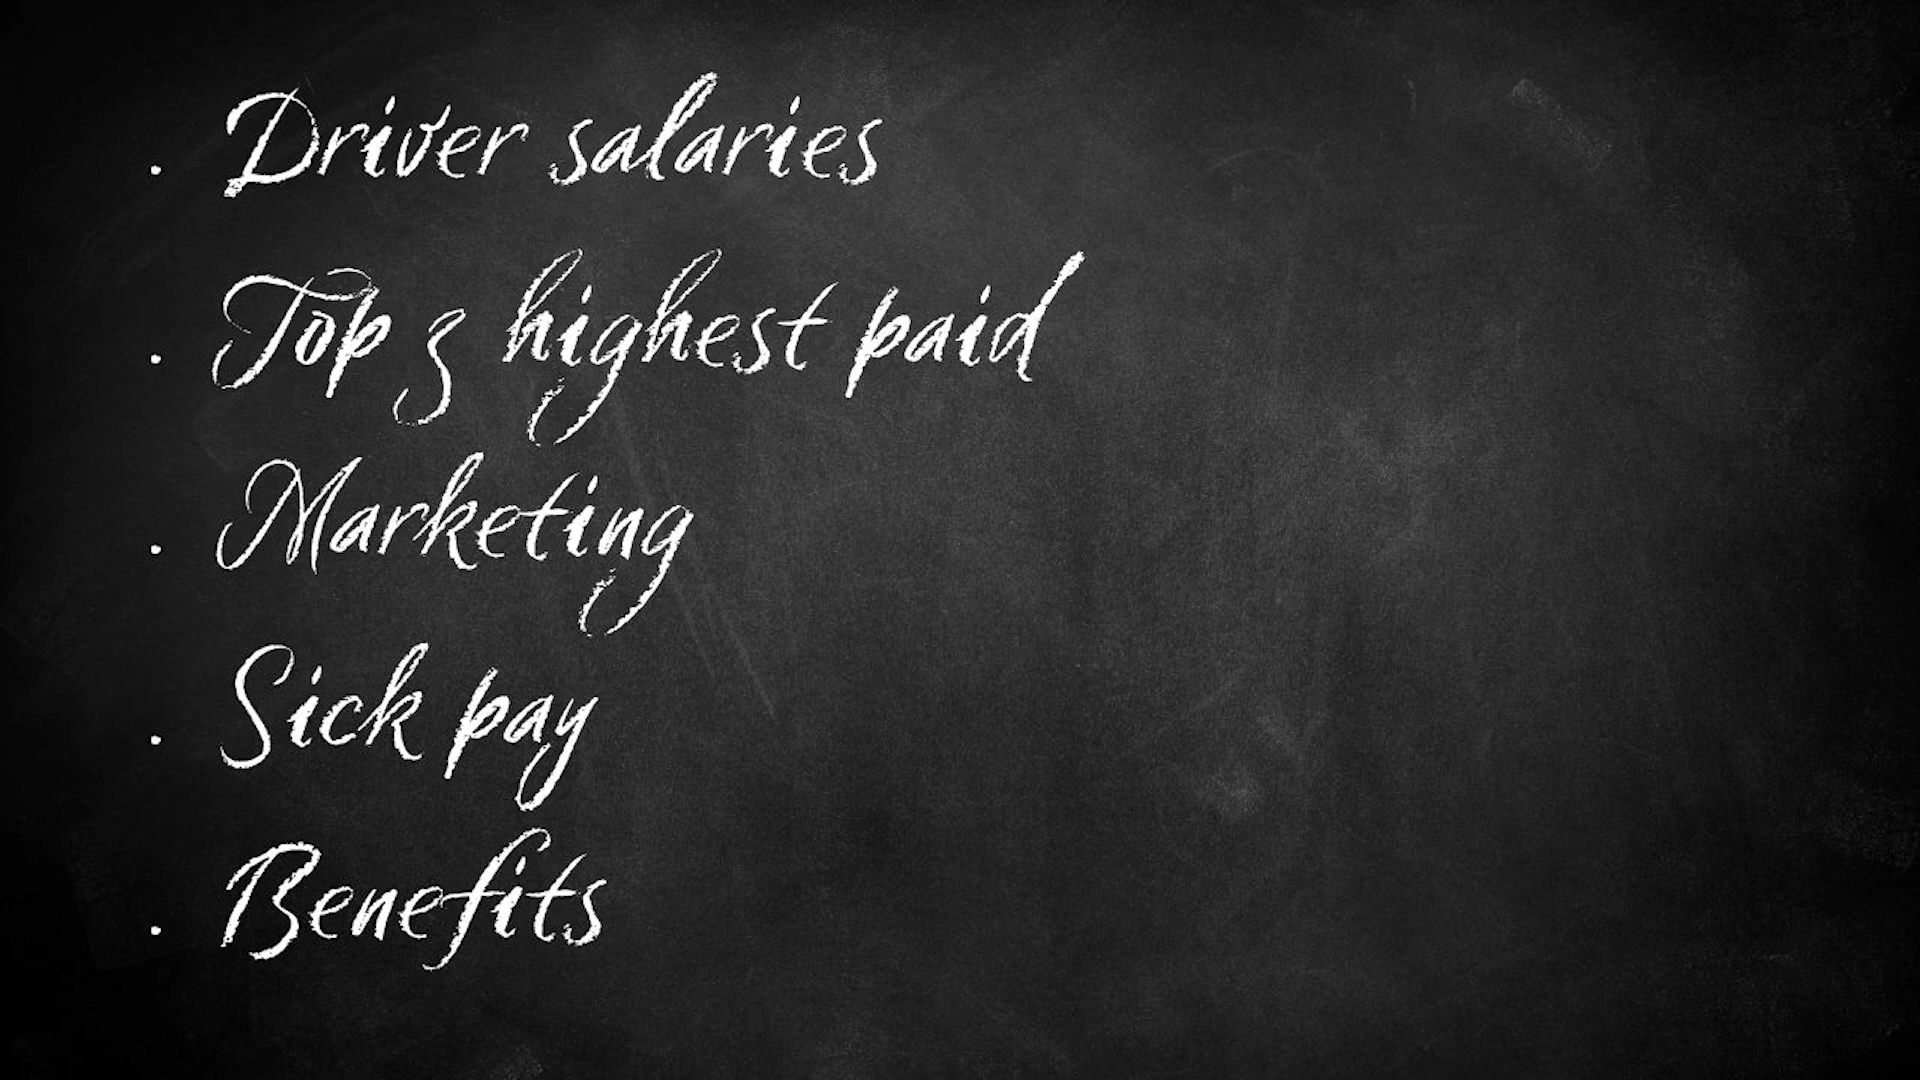 . Driver salaries
. Top 3 highest paid
. Marketing
. Sick pay
. Benefits